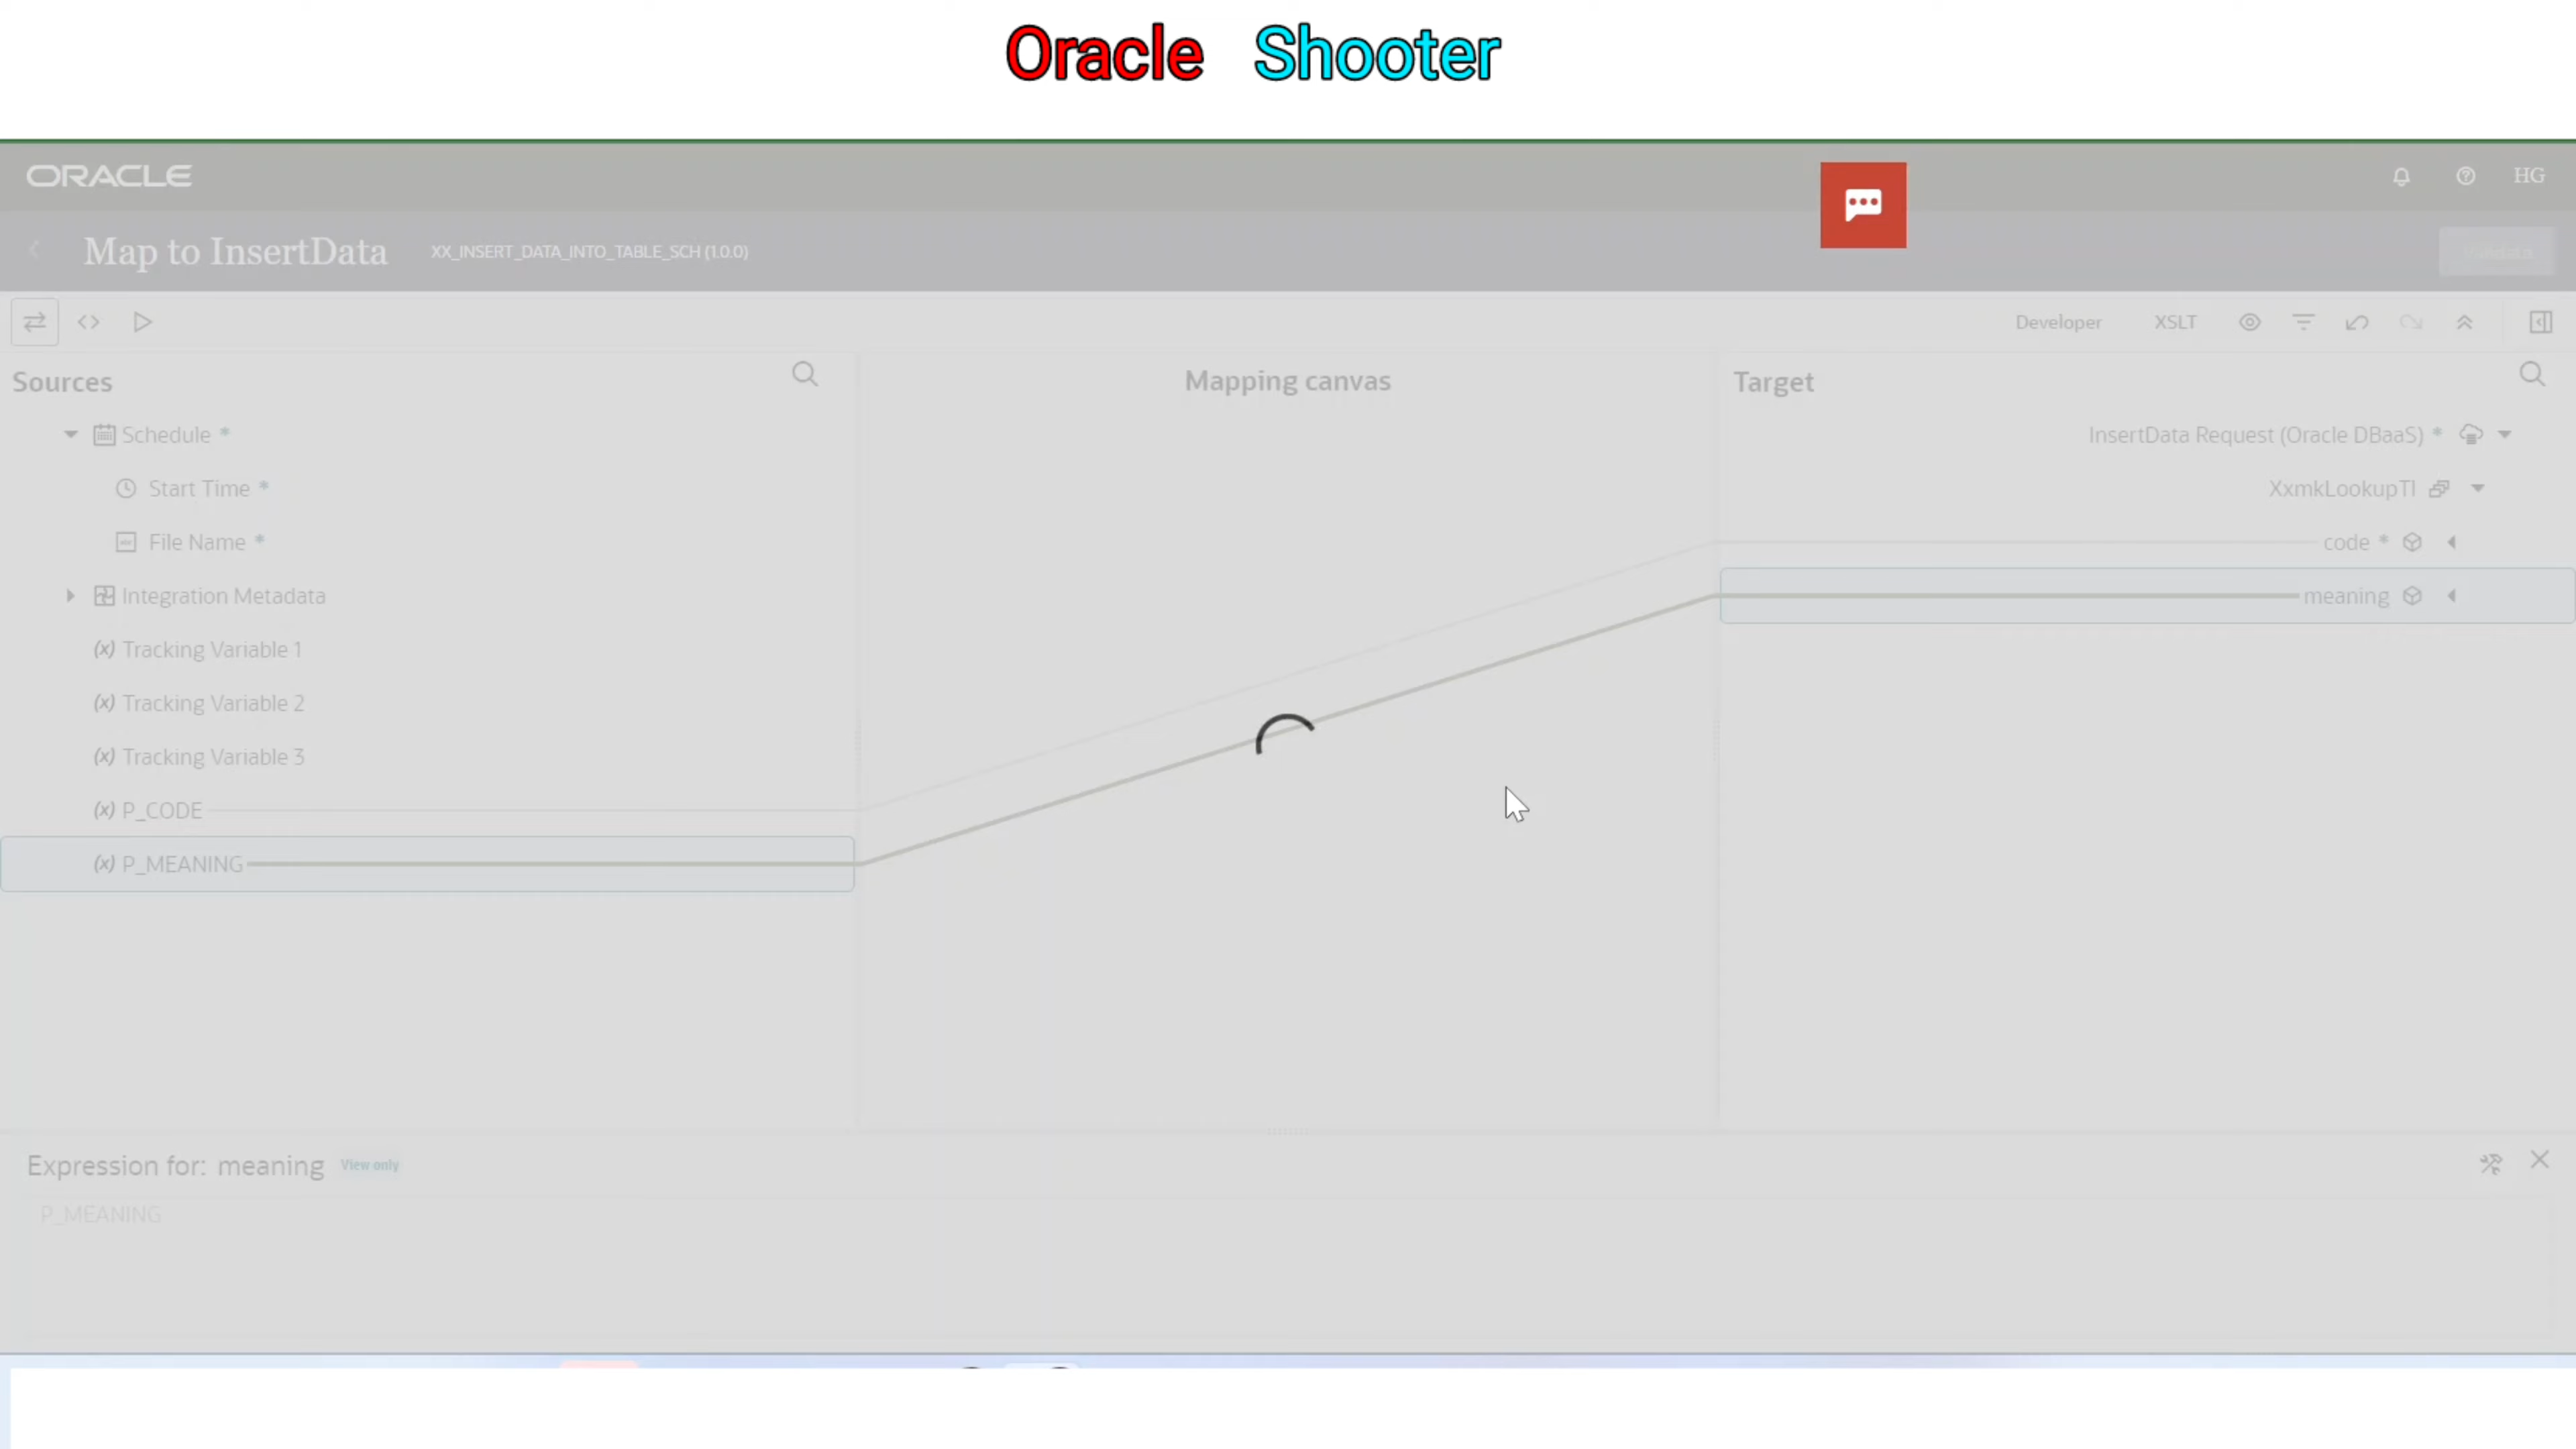 Oracle Shooter
ORACLE
HG
Map to InsertData XX_INSERT_DATA_INTO_TABLE_SCH (1.0.0)
Developer XSLT
Sources
Mapping canvas
Target
Schedule *
InsertData Request (Oracle DBaaS) *
Start Time *
XxmkLookupTl
File Name *
code *
Integration Metadata
meaning
(x) Tracking Variable 1
(x) Tracking Variable 2
(x) Tracking Variable 3
(x) P_CODE
(x) P_MEANING
Expression for: meaning View only
P_MEANING